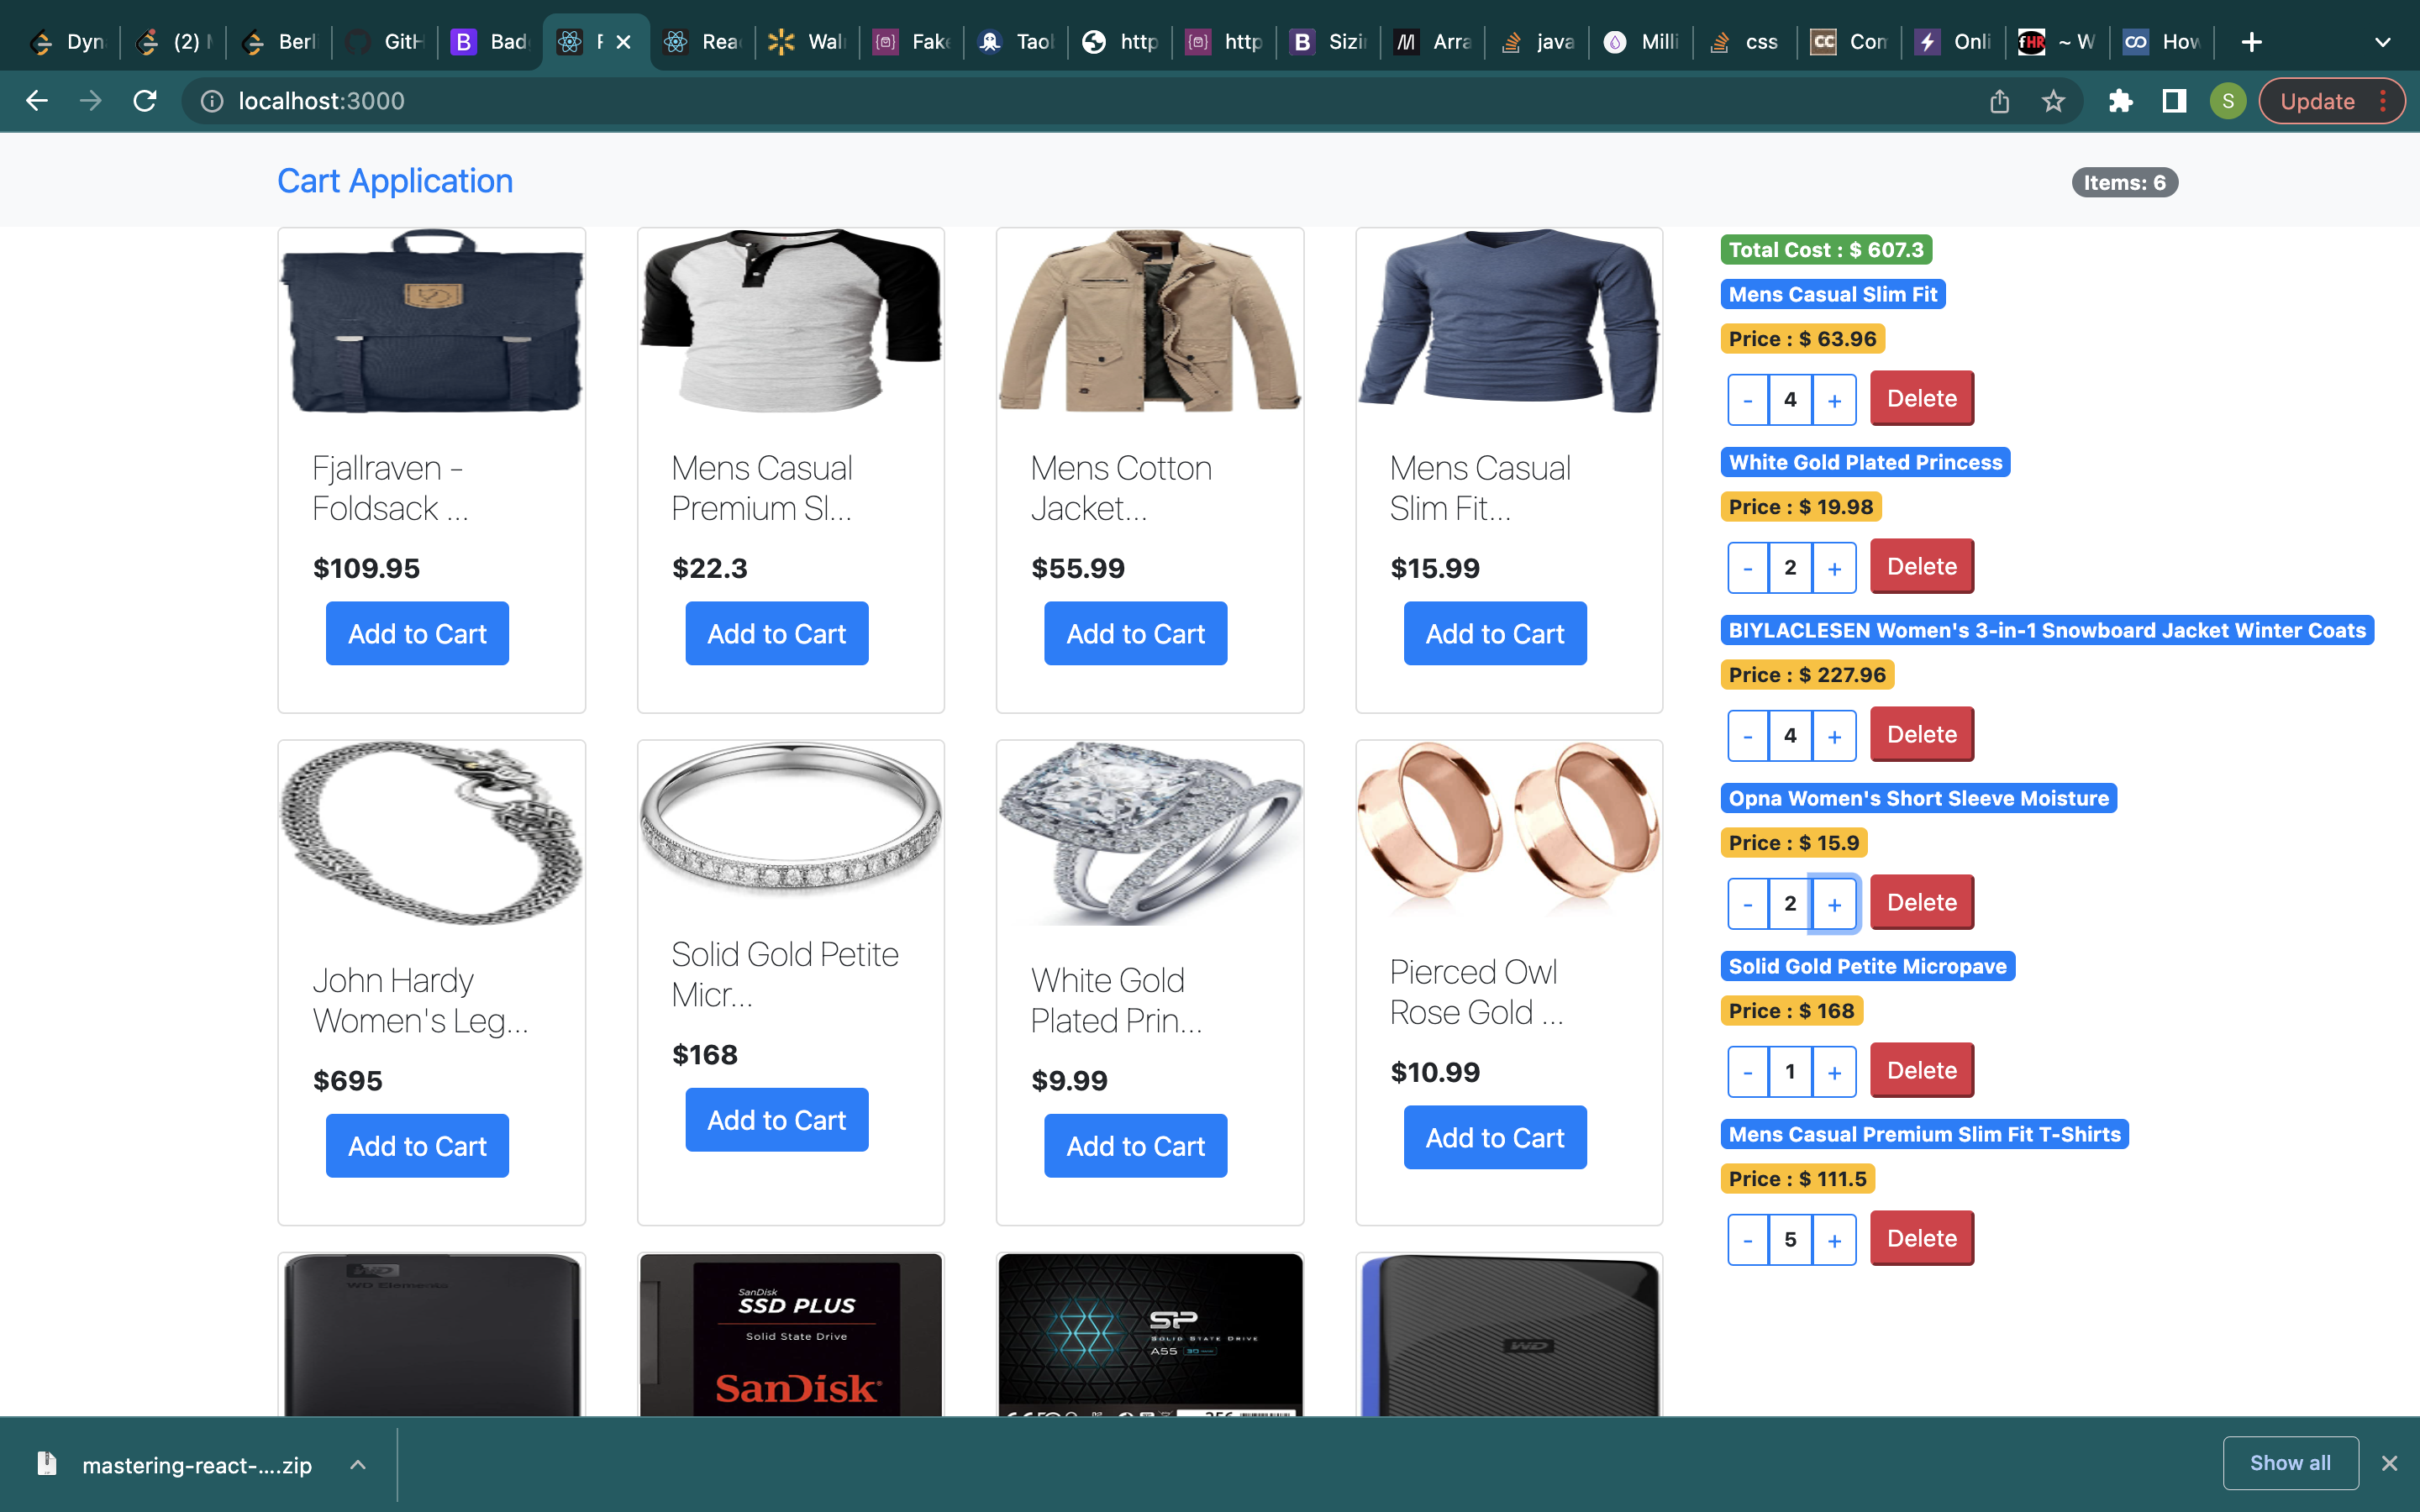 Dyn
(2)
Berl
GitH
Bad
Rea
Wal
Fake
Taol
http
http
Sizi
Arra
java
Milli
css
Com
Onli
~ W
How
localhost:3000
S
Update
Cart Application
Items: 6
Fjallraven -
Foldsack ...
$109.95
Add to Cart
Mens Casual
Premium Sl...
$22.3
Add to Cart
Mens Cotton
Jacket...
$55.99
Add to Cart
Mens Casual
Slim Fit...
$15.99
Add to Cart
John Hardy
Women's Leg...
$695
Add to Cart
Solid Gold Petite
Micr...
$168
Add to Cart
White Gold
Plated Prin...
$9.99
Add to Cart
Pierced Owl
Rose Gold ...
$10.99
Add to Cart
WD
WD Elements
SanDisk
SSD PLUS
Solid State Drive
SanDisk
SP
SOLID STATE DRIVE
A55
WD
Total Cost : $ 607.3
Mens Casual Slim Fit
Price : $ 63.96
- 4 + Delete
White Gold Plated Princess
Price : $ 19.98
- 2 + Delete
BIYLACLESEN Women's 3-in-1 Snowboard Jacket Winter Coats
Price : $ 227.96
- 4 + Delete
Opna Women's Short Sleeve Moisture
Price : $ 15.9
- 2 + Delete
Solid Gold Petite Micropave
Price : $ 168
- 1 + Delete
Mens Casual Premium Slim Fit T-Shirts
Price : $ 111.5
- 5 + Delete
mastering-react-....zip
Show all